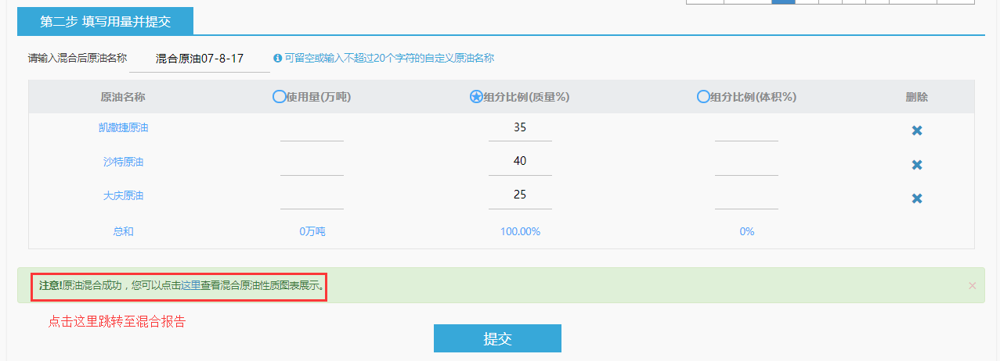 第二步 填写用量并提交
请输入混合后原油名称 混合原油07-8-17 可留空或输入不超过20个字符的自定义原油名称
原油名称 使用量(万吨) 组分比例(质量%) 组分比例(体积%) 删除
凯撒捷原油 35
沙特原油 40
大庆原油 25
总和 0万吨 100.00% 0%
注意!原油混合成功，您可以点击这里查看混合原油性质图表展示。 ×
点击这里跳转至混合报告
提交